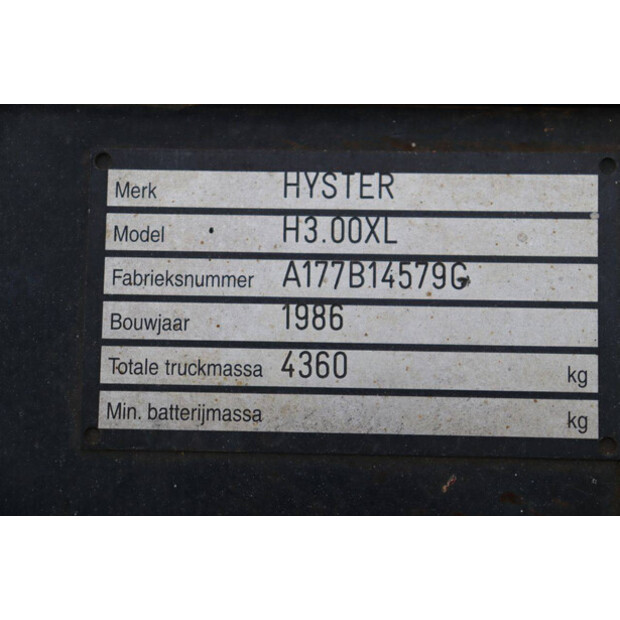 Merk HYSTER
Model H3.00XL
Fabrieksnummer A177B14579G
Bouwjaar 1986
Totale truckmassa 4360 kg
Min. batterijmassa kg